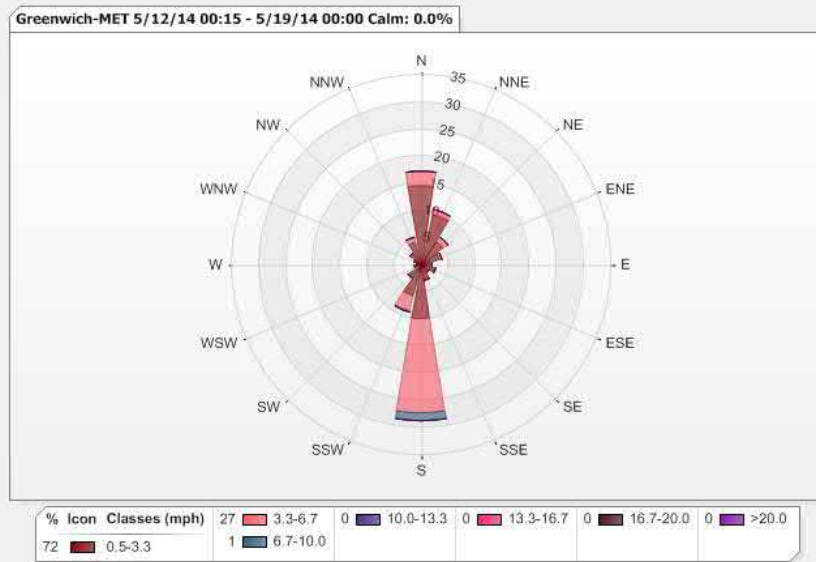 Greenwich-MET 5/12/14 00:15 - 5/19/14 00:00 Calm: 0.0%
N
NNE
NE
ENE
E
ESE
SE
SSE
S
SSW
SW
WSW
W
WNW
NW
NNW
35
30
25
20
15
10
5
% Icon Classes (mph)
72 0.5-3.3
27 3.3-6.7
1 6.7-10.0
0 10.0-13.3
0 13.3-16.7
0 16.7-20.0
0 >20.0